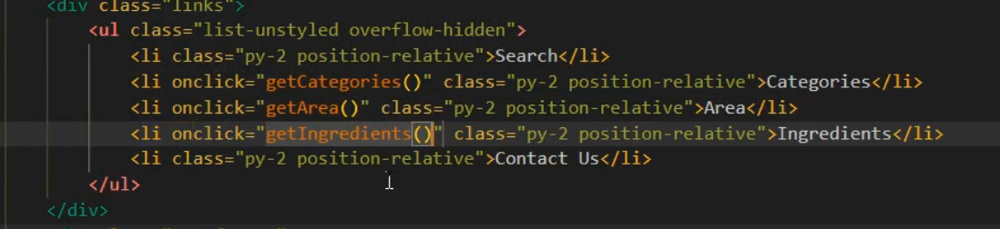 <div class="links">
<ul class="list-unstyled overflow-hidden">
<li class="py-2 position-relative">Search</li>
<li onclick="getCategories()" class="py-2 position-relative">Categories</li>
<li onclick="getArea()" class="py-2 position-relative">Area</li>
<li onclick="getIngredients()" class="py-2 position-relative">Ingredients</li>
<li class="py-2 position-relative">Contact Us</li>
</ul>
</div>